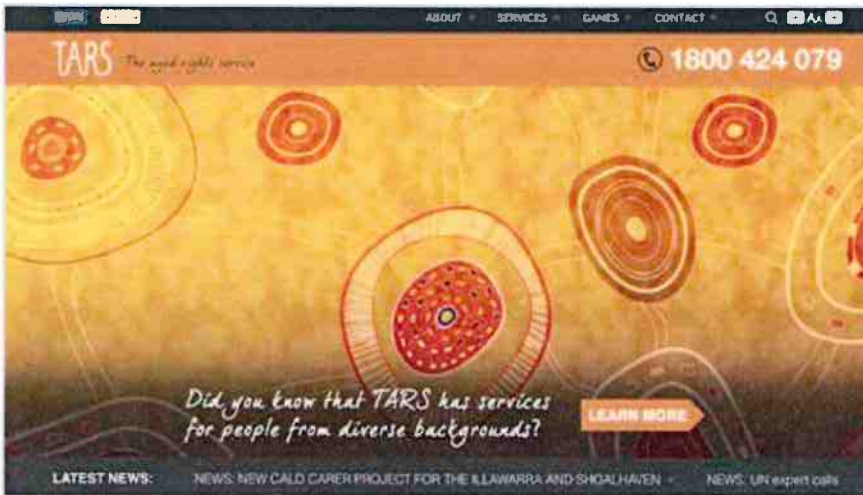 ABOUT SERVICES GAMES CONTACT AA
TARS The aged rights service
1800 424 079
Did you know that TARS has services
for people from diverse backgrounds?
LEARN MORE
LATEST NEWS: NEWS: NEW CALD CARER PROJECT FOR THE ILLAWARRA AND SHOALHAVEN NEWS: UN expert calls